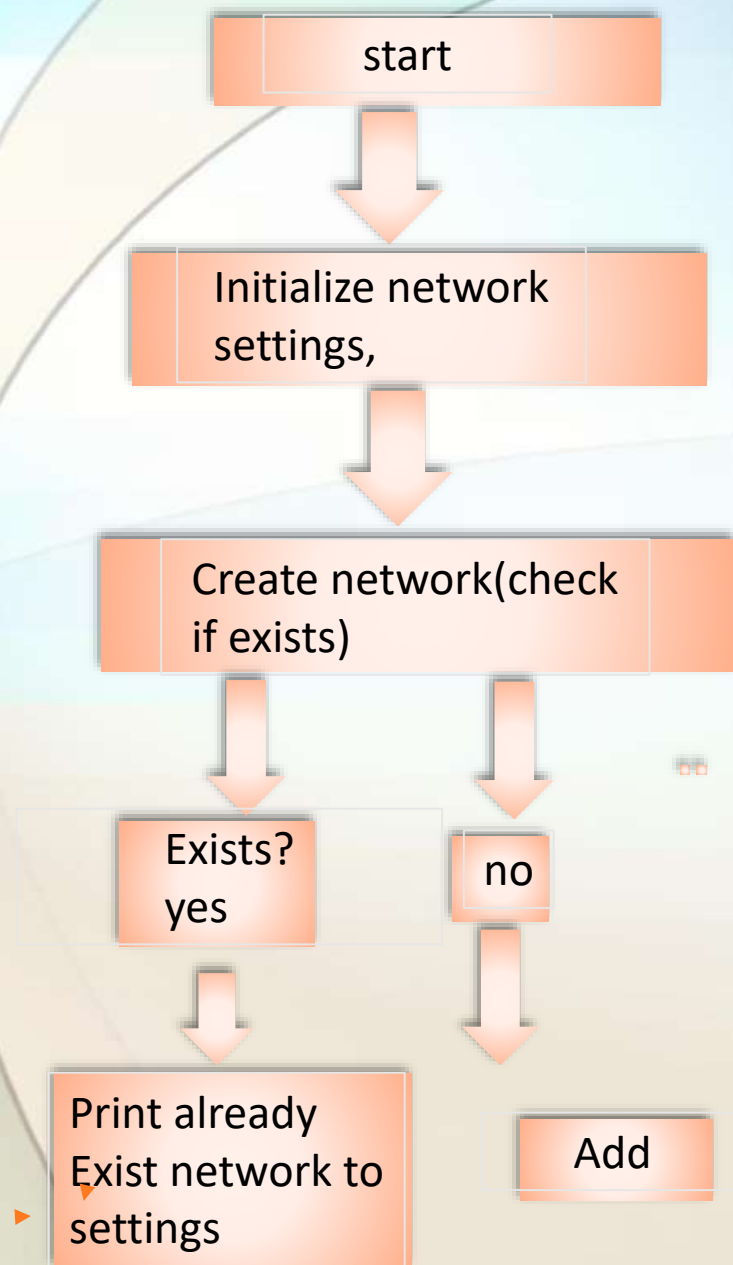 start
Initialize network
settings,
Create network(check
if exists)
Exists?
yes
no
Print already
Exist network to
settings
Add